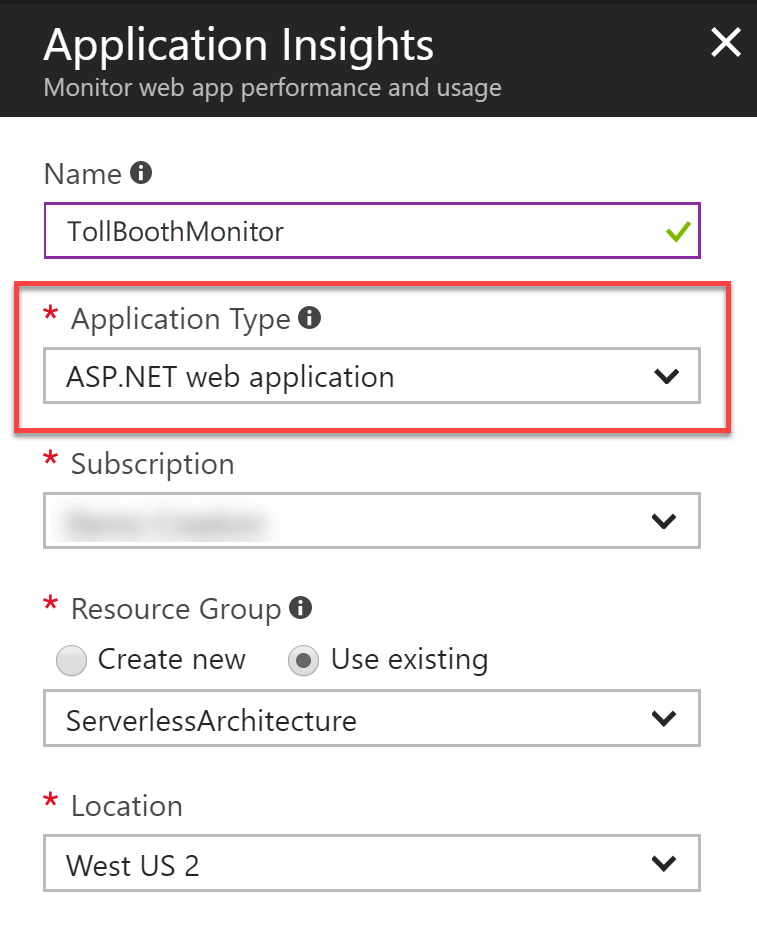 Application Insights
Monitor web app performance and usage
Name
TollBoothMonitor
* Application Type
ASP.NET web application
* Subscription
* Resource Group
Create new Use existing
ServerlessArchitecture
* Location
West US 2